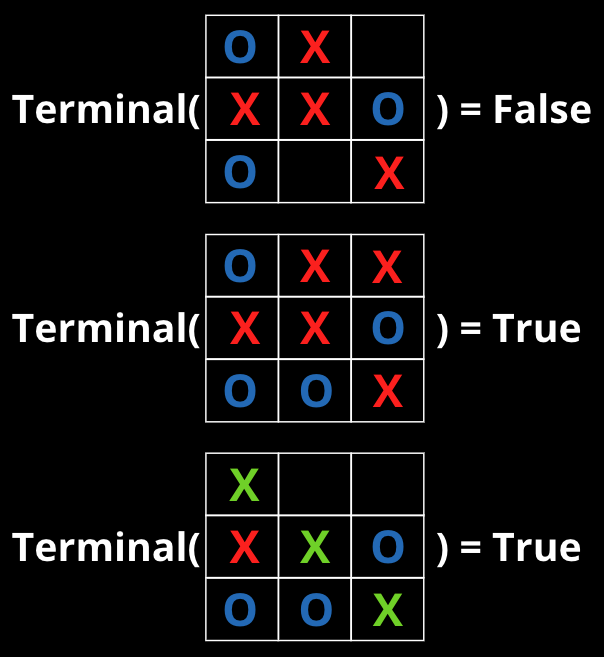 O X
Terminal( X X O ) = False
O X
O X X
Terminal( X X O ) = True
O O X
X
Terminal( X X O ) = True
O O X